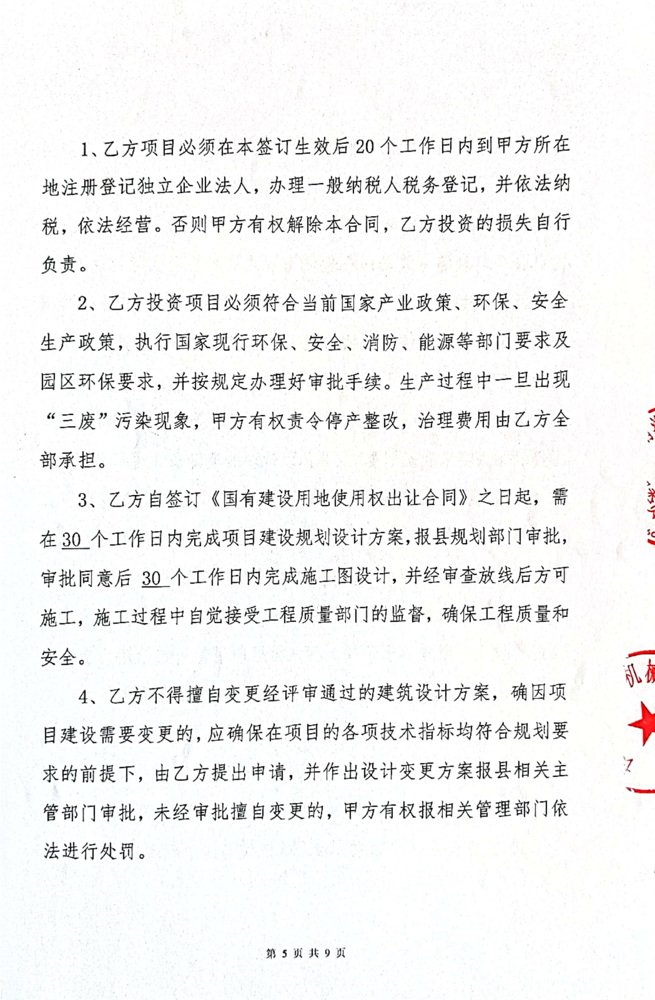 1、乙方项目必须在本签订生效后 20 个工作日内到甲方所在
地注册登记独立企业法人，办理一般纳税人税务登记，并依法纳
税，依法经营。否则甲方有权解除本合同，乙方投资的损失自行
负责。
2、乙方投资项目必须符合当前国家产业政策、环保、安全
生产政策，执行国家现行环保、安全、消防、能源等部门要求及
园区环保要求，并按规定办理好审批手续。生产过程中一旦出现
“三废”污染现象，甲方有权责令停产整改，治理费用由乙方全
部承担。
3、乙方自签订《国有建设用地使用权出让合同》之日起，需
在 30 个工作日内完成项目建设规划设计方案，报县规划部门审批，
审批同意后 30 个工作日内完成施工图设计，并经审查放线后方可
施工，施工过程中自觉接受工程质量部门的监督，确保工程质量和
安全。
4、乙方不得擅自变更经评审通过的建筑设计方案，确因项
目建设需要变更的，应确保在项目的各项技术指标均符合规划要
求的前提下，由乙方提出申请，并作出设计变更方案报县相关主
管部门审批，未经审批擅自变更的，甲方有权报相关管理部门依
法进行处罚。
机械
第 5 页 共 9 页